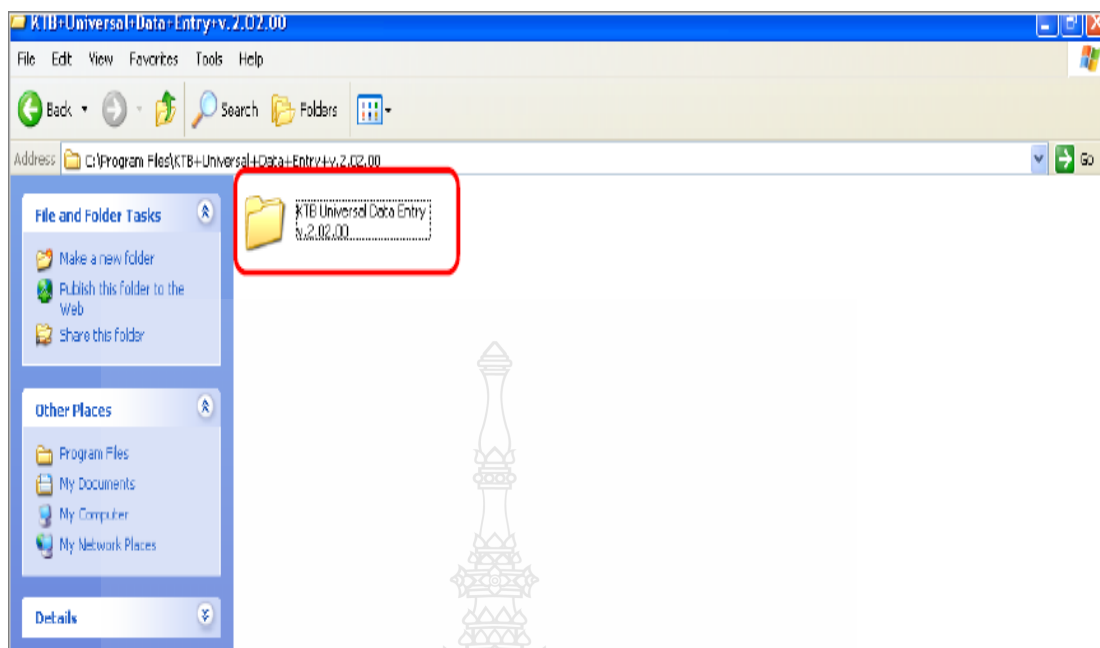 KTB+Universal+Data+Entry+v.2.02.00
File Edit View Favorites Tools Help
Back Search Folders
Address C:\Program Files\KTB+Universal+Data+Entry+v.2.02.00 Go
File and Folder Tasks
Make a new folder
Publish this folder to the
Web
Share this folder
Other Places
Program Files
My Documents
My Computer
My Network Places
Details
KTB Universal Data Entry
v.2.02.00